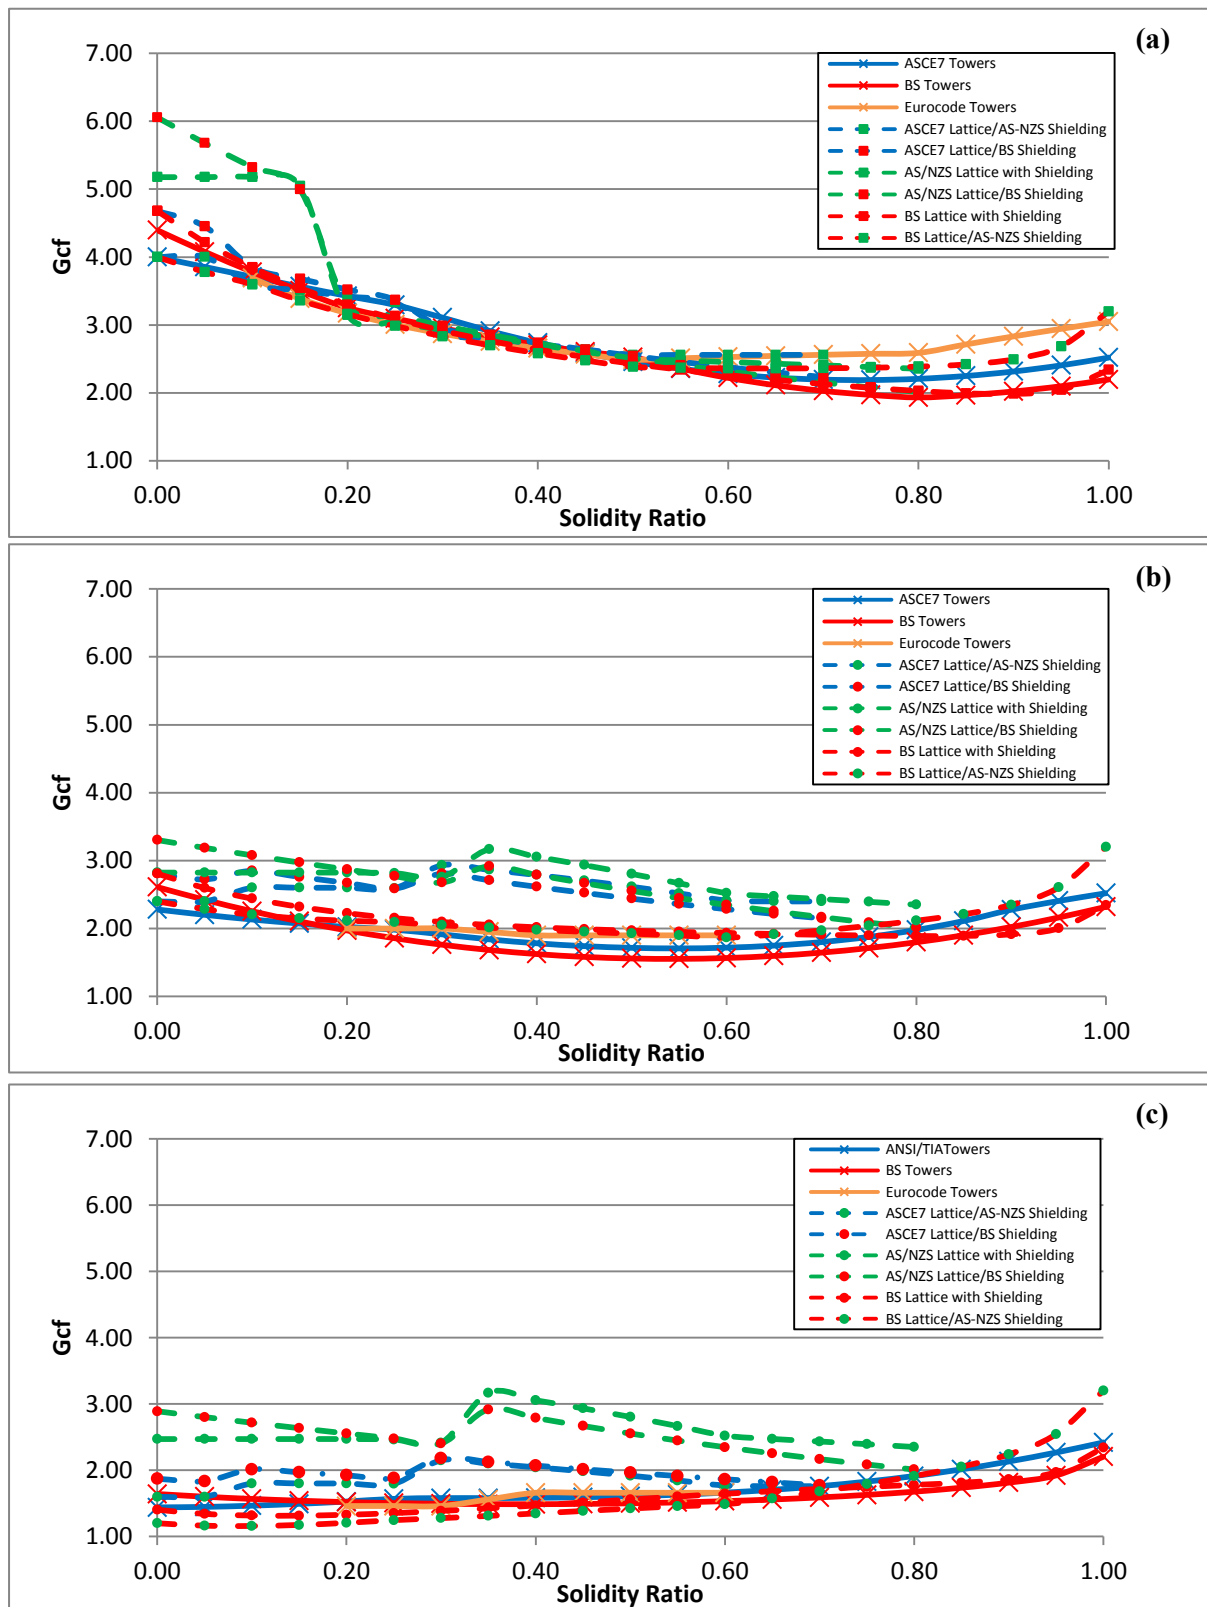 (a)
7.00
6.00
5.00
4.00
3.00
2.00
1.00
Gcf
ASCE7 Towers
BS Towers
Eurocode Towers
ASCE7 Lattice/AS-NZS Shielding
ASCE7 Lattice/BS Shielding
AS/NZS Lattice with Shielding
AS/NZS Lattice/BS Shielding
BS Lattice with Shielding
BS Lattice/AS-NZS Shielding
0.00 0.20 0.40 0.60 0.80 1.00
Solidity Ratio
(b)
7.00
6.00
5.00
4.00
3.00
2.00
1.00
Gcf
ASCE7 Towers
BS Towers
Eurocode Towers
ASCE7 Lattice/AS-NZS Shielding
ASCE7 Lattice/BS Shielding
AS/NZS Lattice with Shielding
AS/NZS Lattice/BS Shielding
BS Lattice with Shielding
BS Lattice/AS-NZS Shielding
0.00 0.20 0.40 0.60 0.80 1.00
Solidity Ratio
(c)
7.00
6.00
5.00
4.00
3.00
2.00
1.00
Gcf
ANSI/TIATowers
BS Towers
Eurocode Towers
ASCE7 Lattice/AS-NZS Shielding
ASCE7 Lattice/BS Shielding
AS/NZS Lattice with Shielding
AS/NZS Lattice/BS Shielding
BS Lattice with Shielding
BS Lattice/AS-NZS Shielding
0.00 0.20 0.40 0.60 0.80 1.00
Solidity Ratio